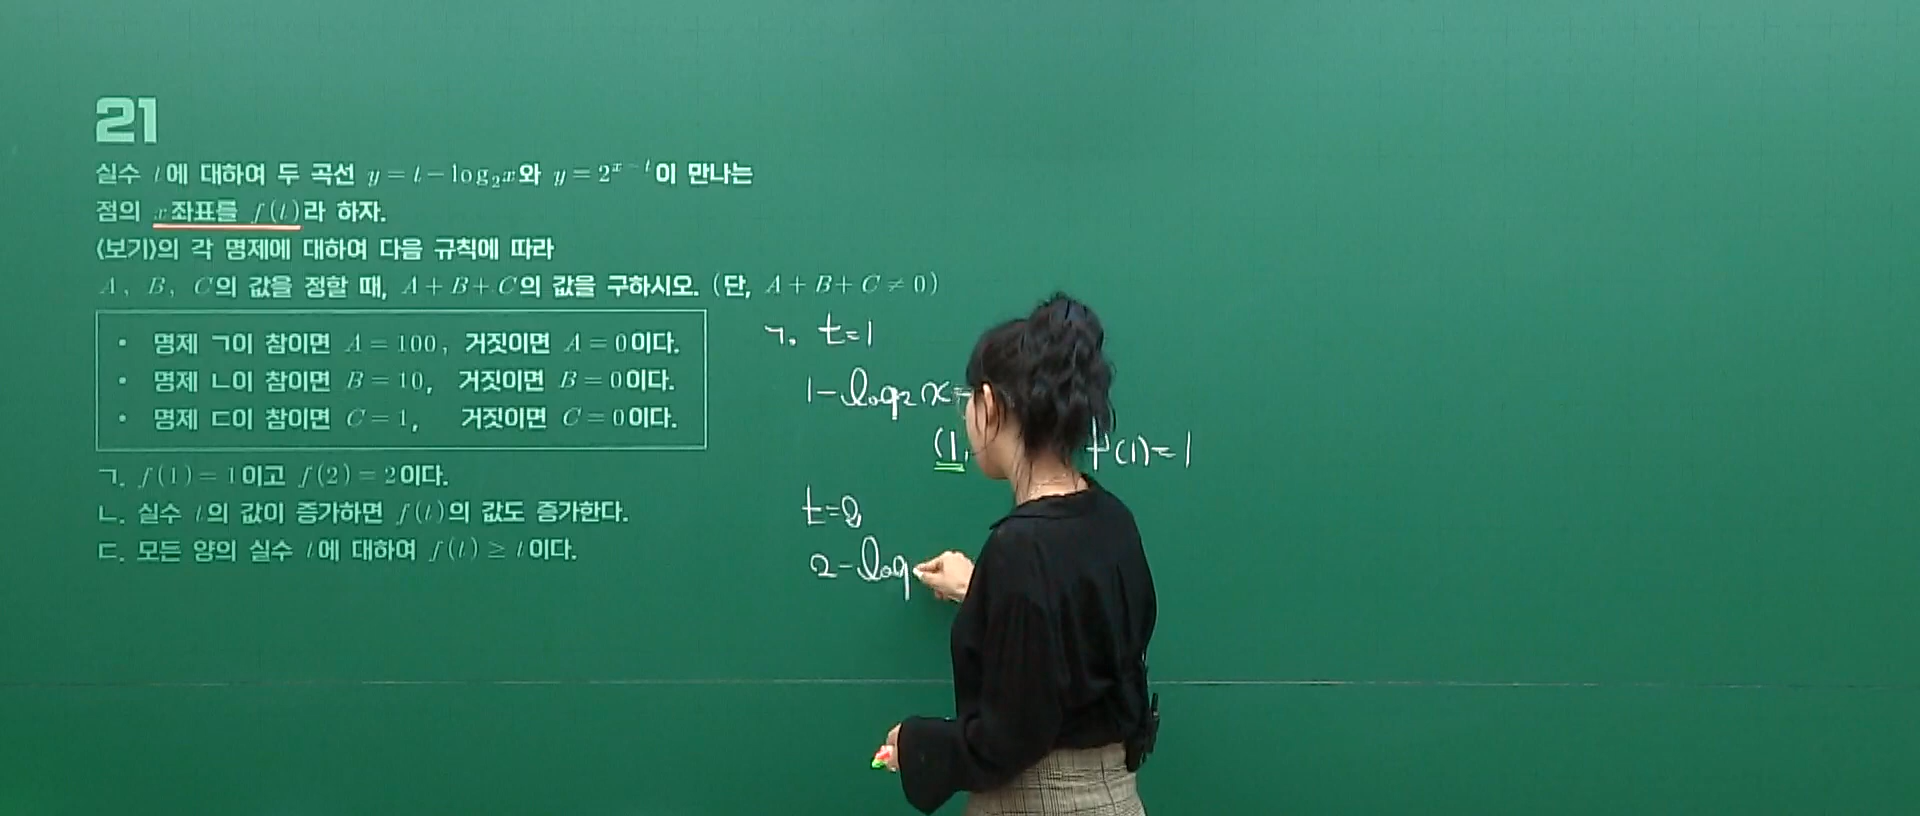 21
실수 t에 대하여 두 곡선 y = t - log₂x와 y = 2^{x-t}이 만나는
점의 x좌표를 f(t)라 하자.
〈보기〉의 각 명제에 대하여 다음 규칙에 따라
A, B, C의 값을 정할 때, A+B+C의 값을 구하시오. (단, A+B+C ≠ 0)
• 명제 ㄱ이 참이면 A = 100, 거짓이면 A = 0이다.
• 명제 ㄴ이 참이면 B = 10, 거짓이면 B = 0이다.
• 명제 ㄷ이 참이면 C = 1, 거짓이면 C = 0이다.
ㄱ. f(1) = 1이고 f(2) = 2이다.
ㄴ. 실수 t의 값이 증가하면 f(t)의 값도 증가한다.
ㄷ. 모든 양의 실수 t에 대하여 f(t) ≥ t이다.
ㄱ. t=1
1-log₂x=
(1, f(1)=1
t=2
2-log